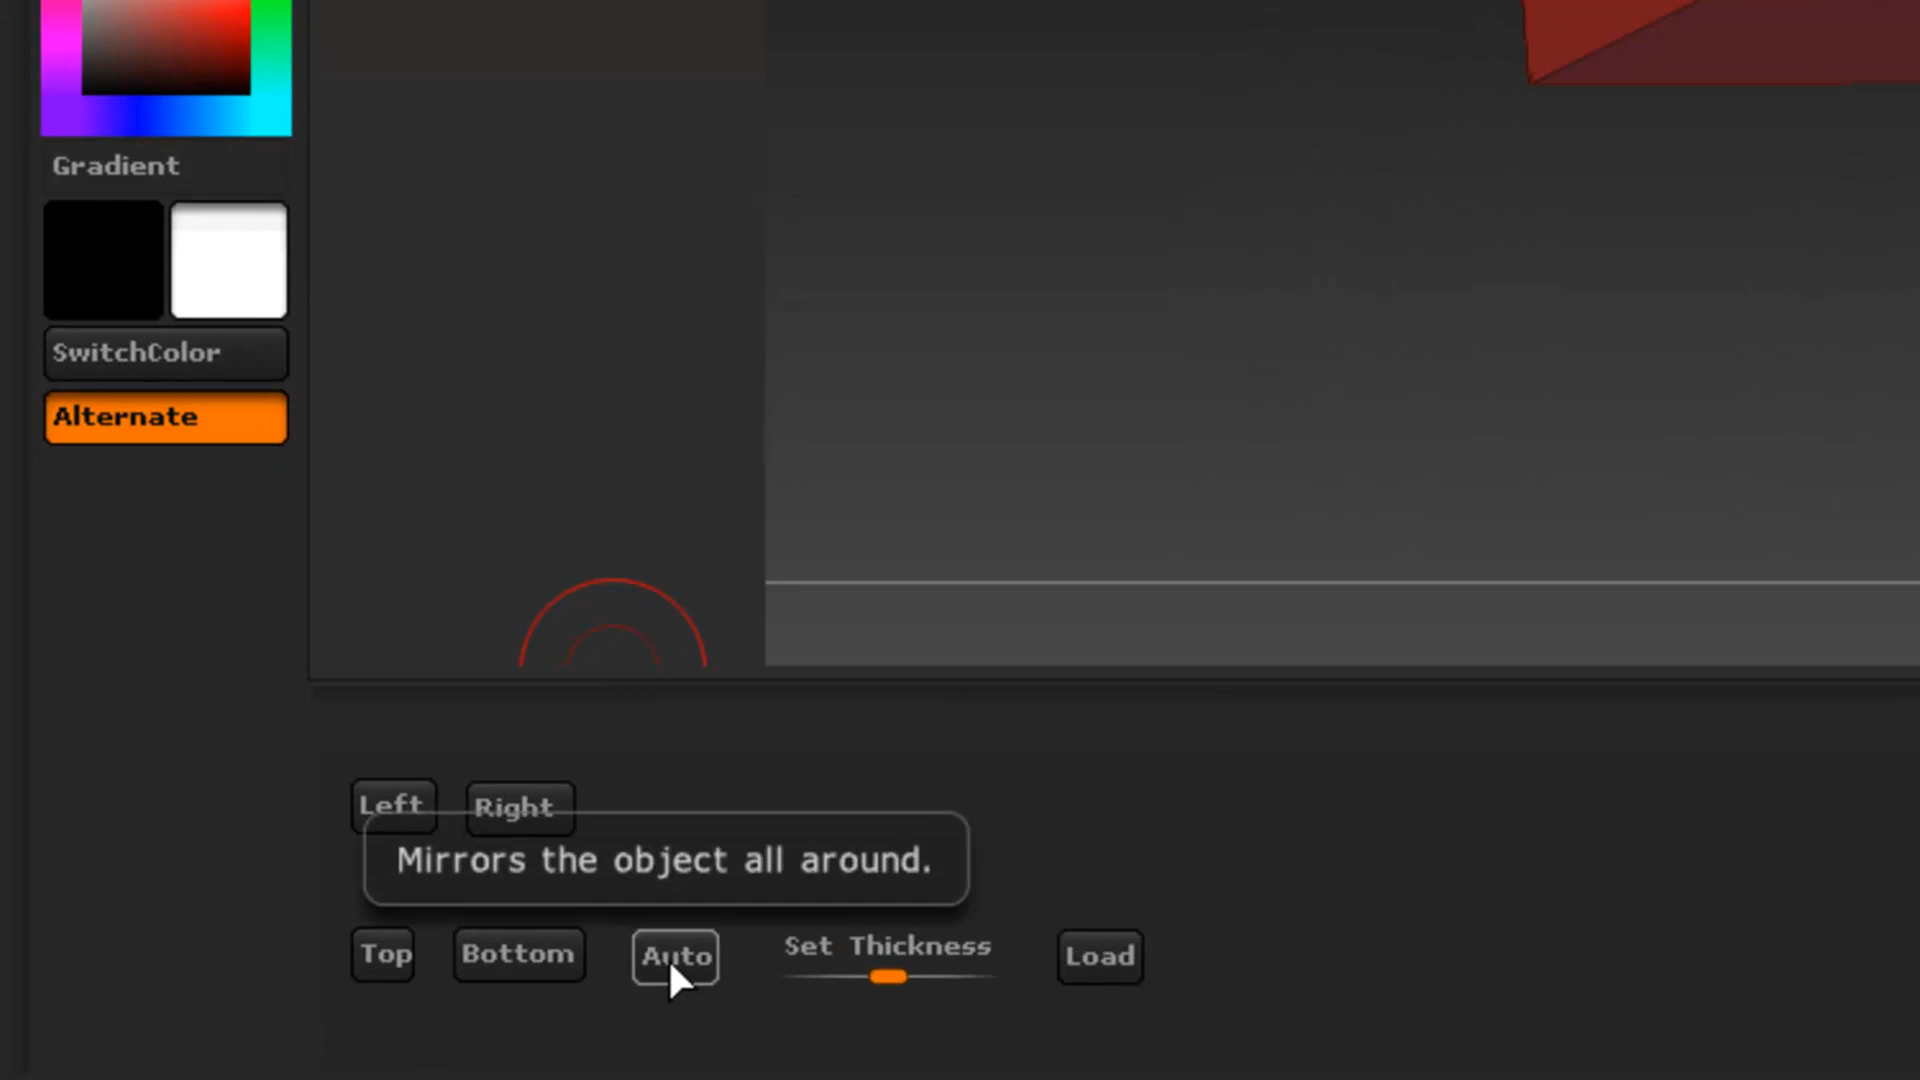 Gradient
SwitchColor
Alternate
Left
Right
Mirrors the object all around.
Top
Bottom
Auto
Set Thickness
Load